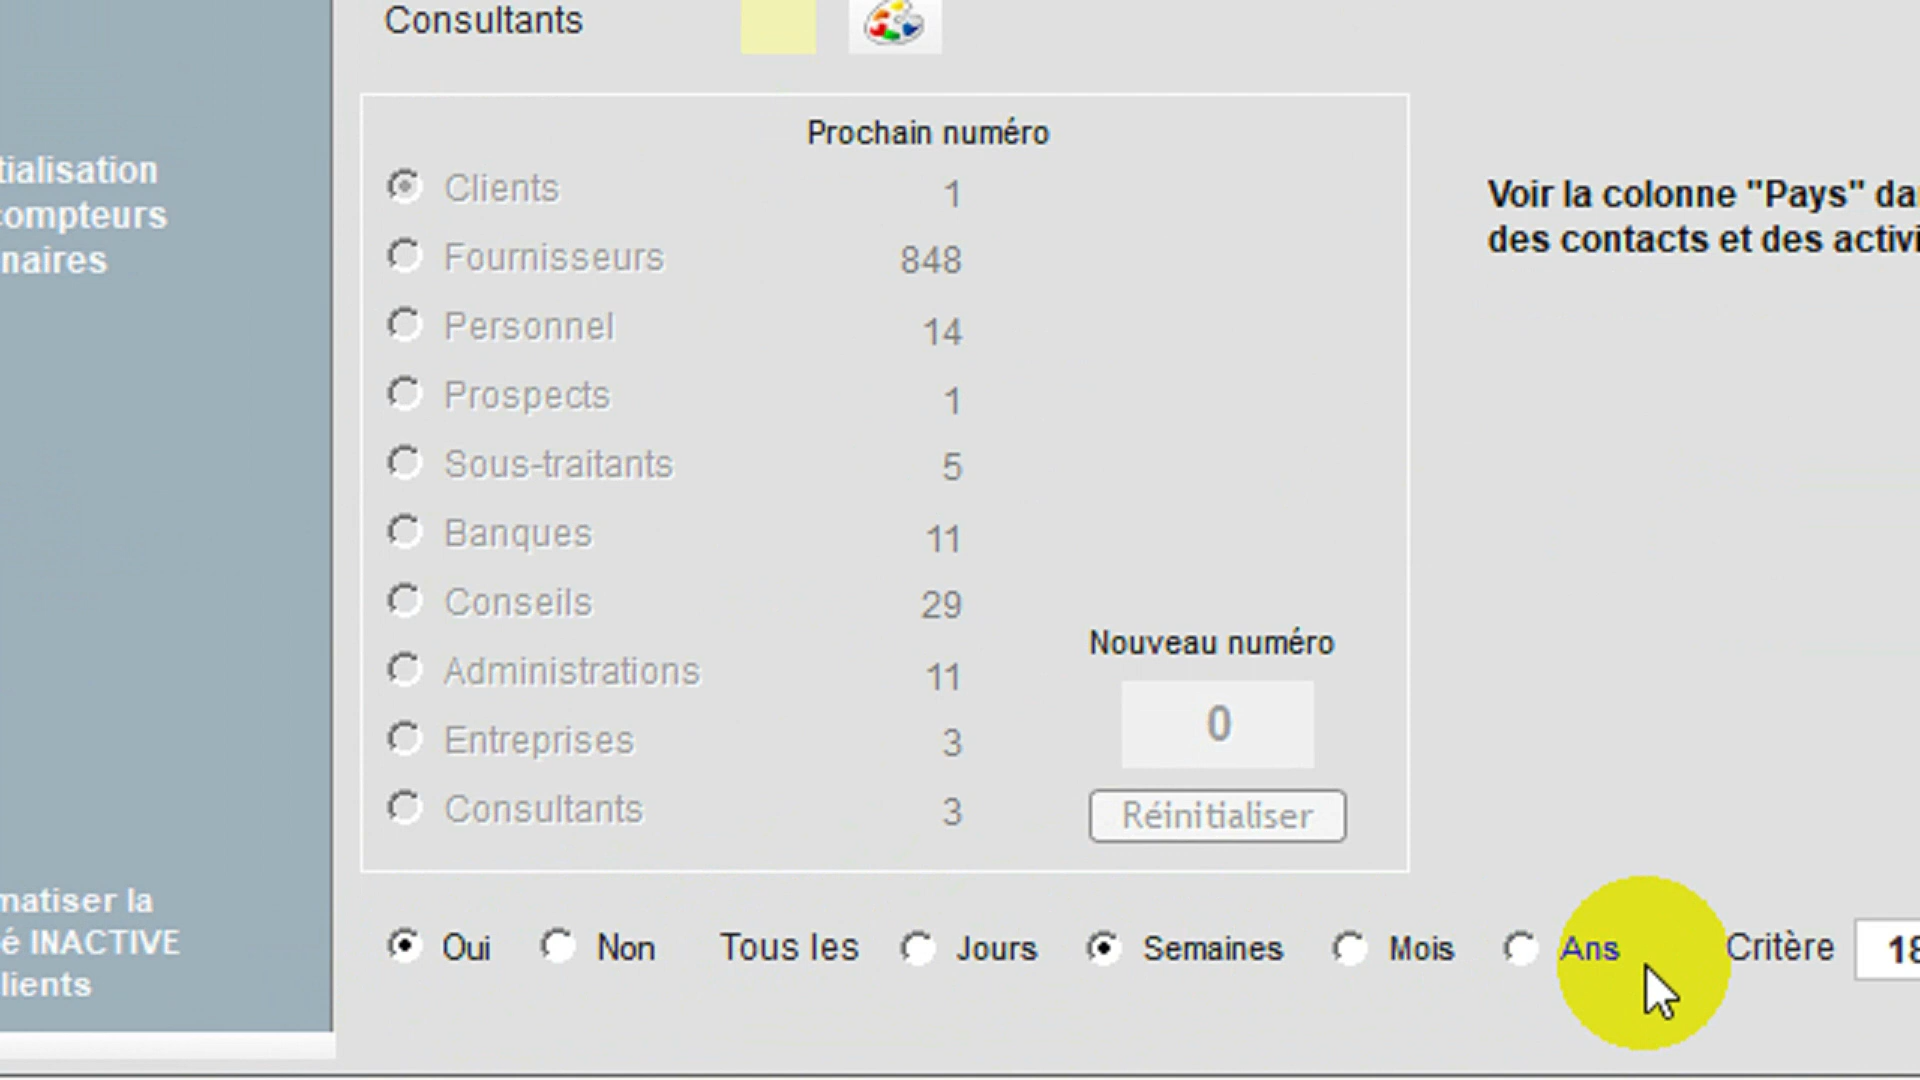 Consultants
Prochain numéro
Clients 1
Fournisseurs 848
Personnel 14
Prospects 1
Sous-traitants 5
Banques 11
Conseils 29
Administrations 11
Entreprises 3
Consultants 3
Nouveau numéro
0
Réinitialiser
tialisation
compteurs
naires
Voir la colonne "Pays" da
des contacts et des activi
matiser la
é INACTIVE
lients
Oui Non Tous les Jours Semaines Mois Ans Critère 18